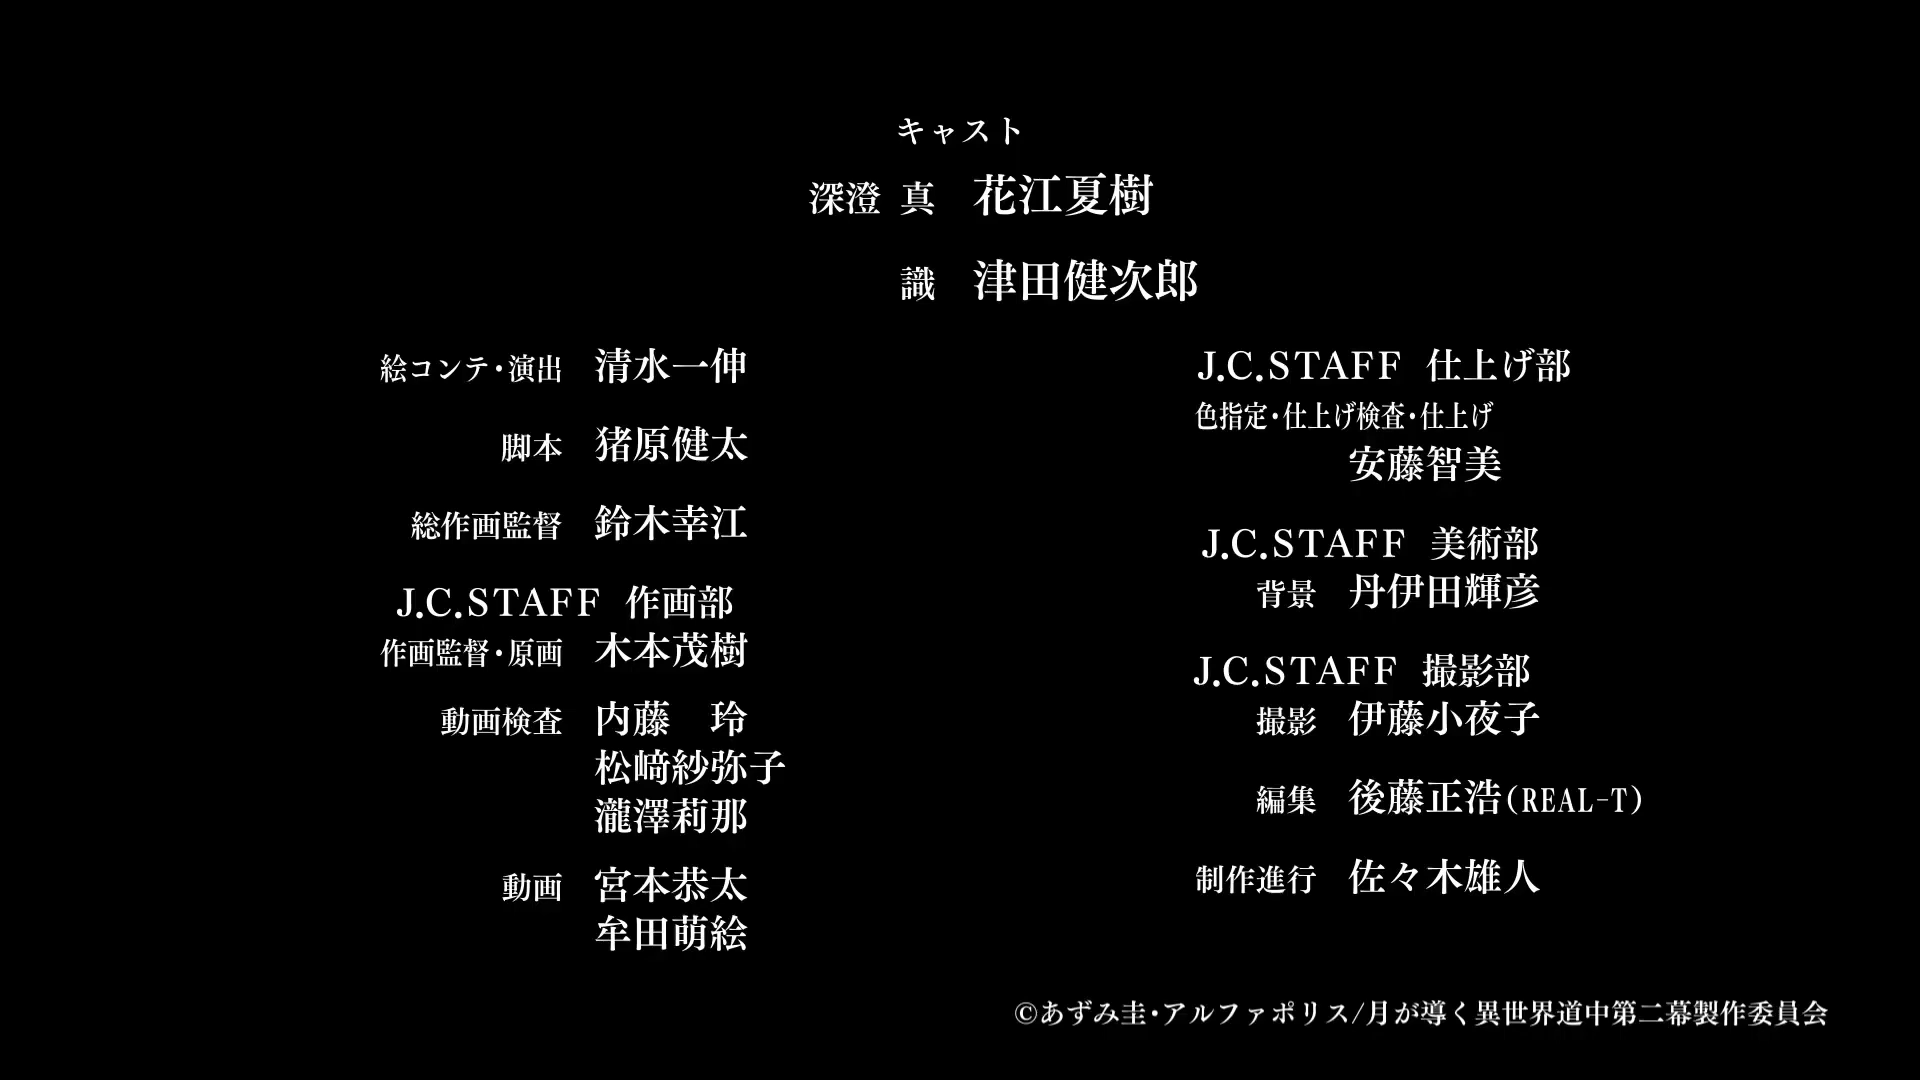 キャスト
深澄 真 花江夏樹
識 津田健次郎
絵コンテ・演出 清水一伸
脚本 猪原健太
総作画監督 鈴木幸江
J.C.STAFF 作画部
作画監督・原画 木本茂樹
動画検査 内藤 玲
松﨑紗弥子
瀧澤莉那
動画 宮本恭太
牟田萌絵
J.C.STAFF 仕上げ部
色指定・仕上げ検査・仕上げ
安藤智美
J.C.STAFF 美術部
背景 丹伊田輝彦
J.C.STAFF 撮影部
撮影 伊藤小夜子
編集 後藤正浩(REAL-T)
制作進行 佐々木雄人
©あずみ圭・アルファポリス/月が導く異世界道中第二幕製作委員会